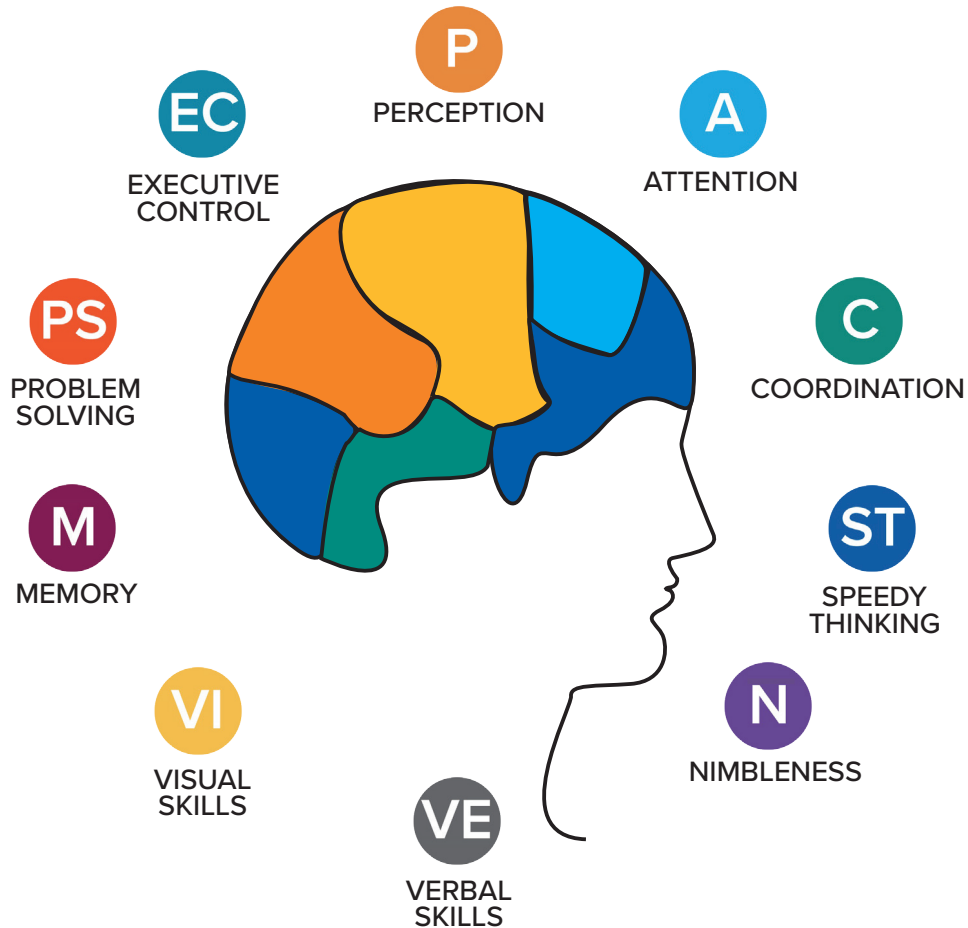 P
PERCEPTION
A
ATTENTION
C
COORDINATION
ST
SPEEDY
THINKING
N
NIMBLENESS
VE
VERBAL
SKILLS
VI
VISUAL
SKILLS
M
MEMORY
PS
PROBLEM
SOLVING
EC
EXECUTIVE
CONTROL